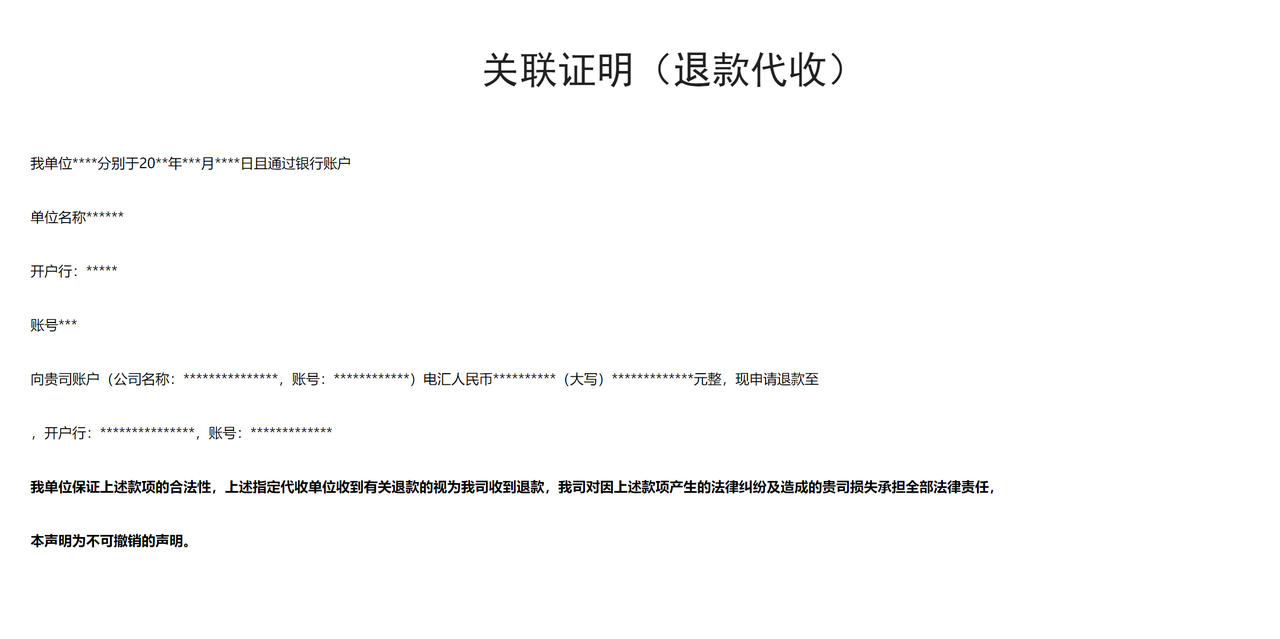 关联证明（退款代收）
我单位****分别于20**年***月****日且通过银行账户
单位名称******
开户行：*****
账号***
向贵司账户（公司名称：***************，账号：************）电汇人民币**********（大写）*************元整，现申请退款至
，开户行：***************，账号：*************
我单位保证上述款项的合法性，上述指定代收单位收到有关退款的视为我司收到退款，我司对因上述款项产生的法律纠纷及造成的贵司损失承担全部法律责任，
本声明为不可撤销的声明。